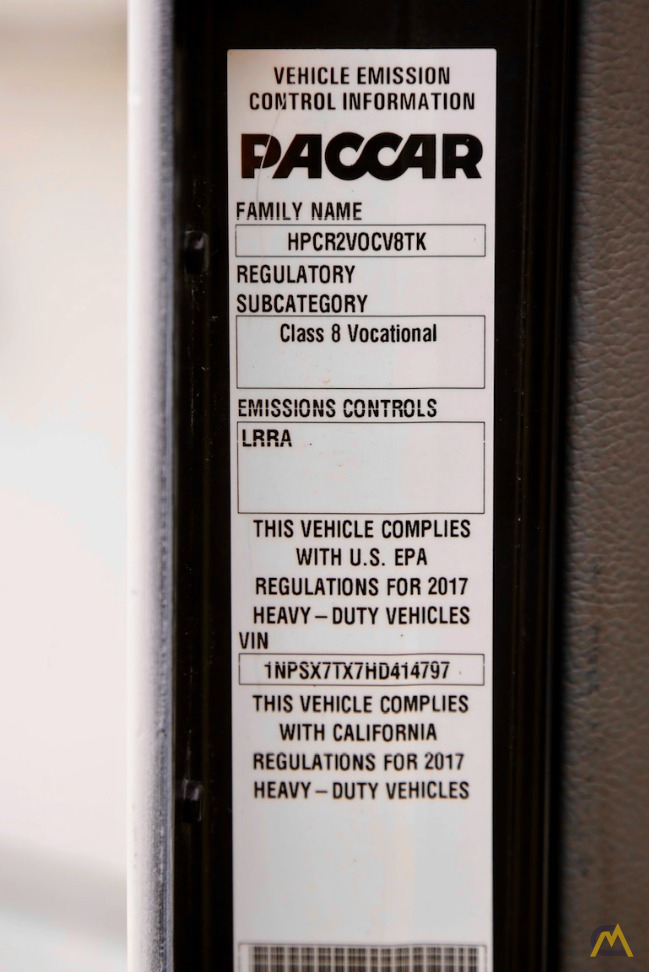 VEHICLE EMISSION
CONTROL INFORMATION
PACCAR
FAMILY NAME
HPCR2VOCV8TK
REGULATORY
SUBCATEGORY
Class 8 Vocational
EMISSIONS CONTROLS
LRRA
THIS VEHICLE COMPLIES
WITH U.S. EPA
REGULATIONS FOR 2017
HEAVY–DUTY VEHICLES
VIN
1NPSX7TX7HD414797
THIS VEHICLE COMPLIES
WITH CALIFORNIA
REGULATIONS FOR 2017
HEAVY–DUTY VEHICLES